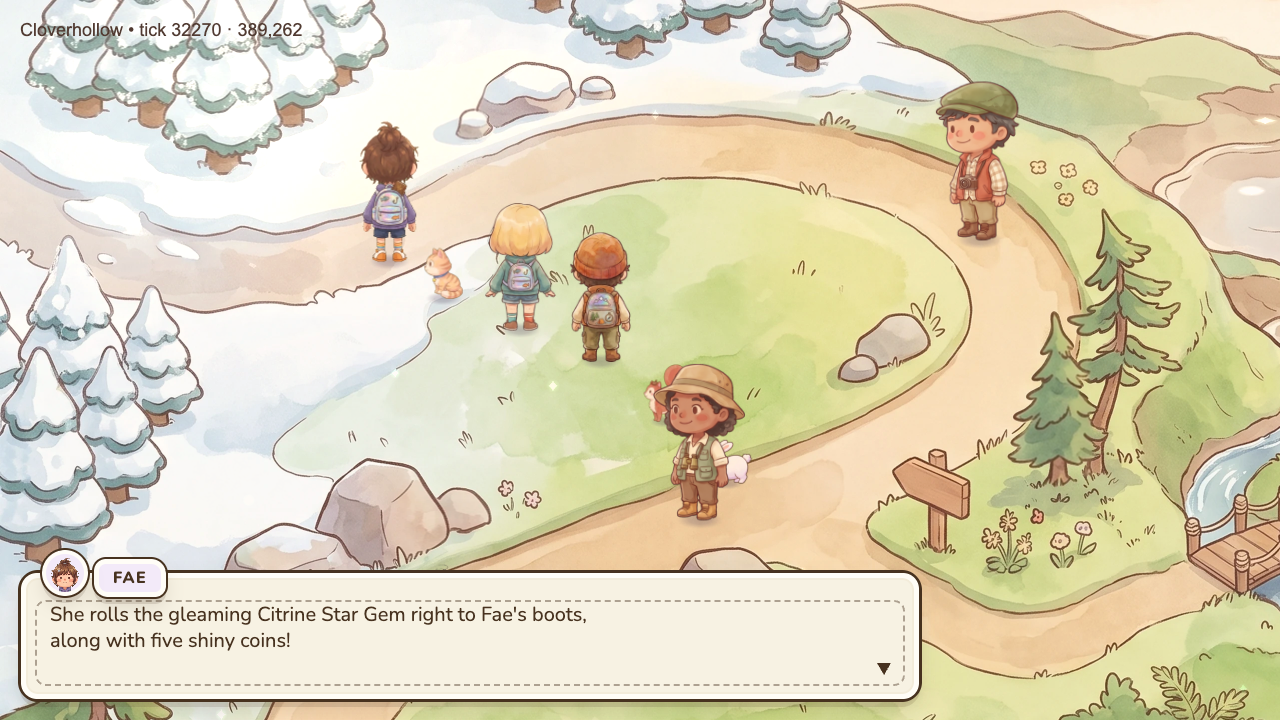 Cloverhollow • tick 32270 · 389,262
FAE
She rolls the gleaming Citrine Star Gem right to Fae's boots,
along with five shiny coins!